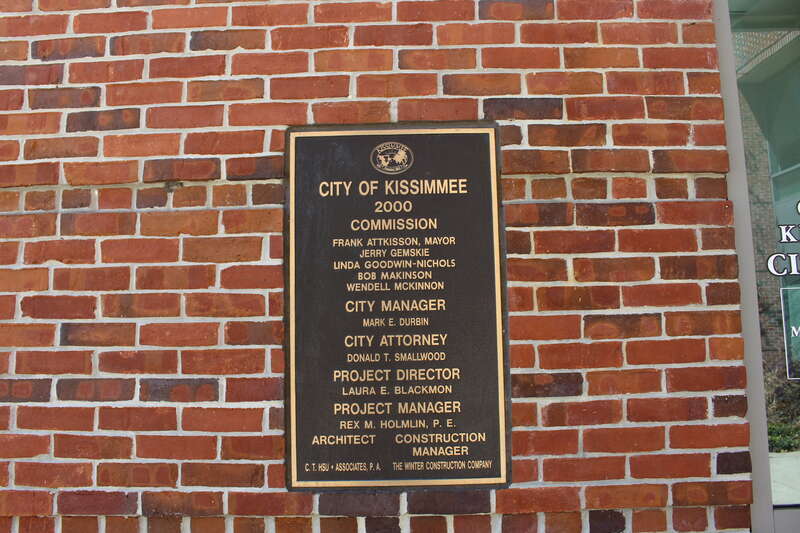 CITY OF KISSIMMEE
2000
COMMISSION
FRANK ATTKISSON, MAYOR
JERRY GEMSKIE
LINDA GOODWIN-NICHOLS
BOB MAKINSON
WENDELL MCKINNON
CITY MANAGER
MARK E. DURBIN
CITY ATTORNEY
DONALD T. SMALLWOOD
PROJECT DIRECTOR
LAURA E. BLACKMON
PROJECT MANAGER
REX M. HOLMLIN, P. E.
ARCHITECT CONSTRUCTION
MANAGER
C. T. HSU + ASSOCIATES, P. A. THE WINTER CONSTRUCTION COMPANY